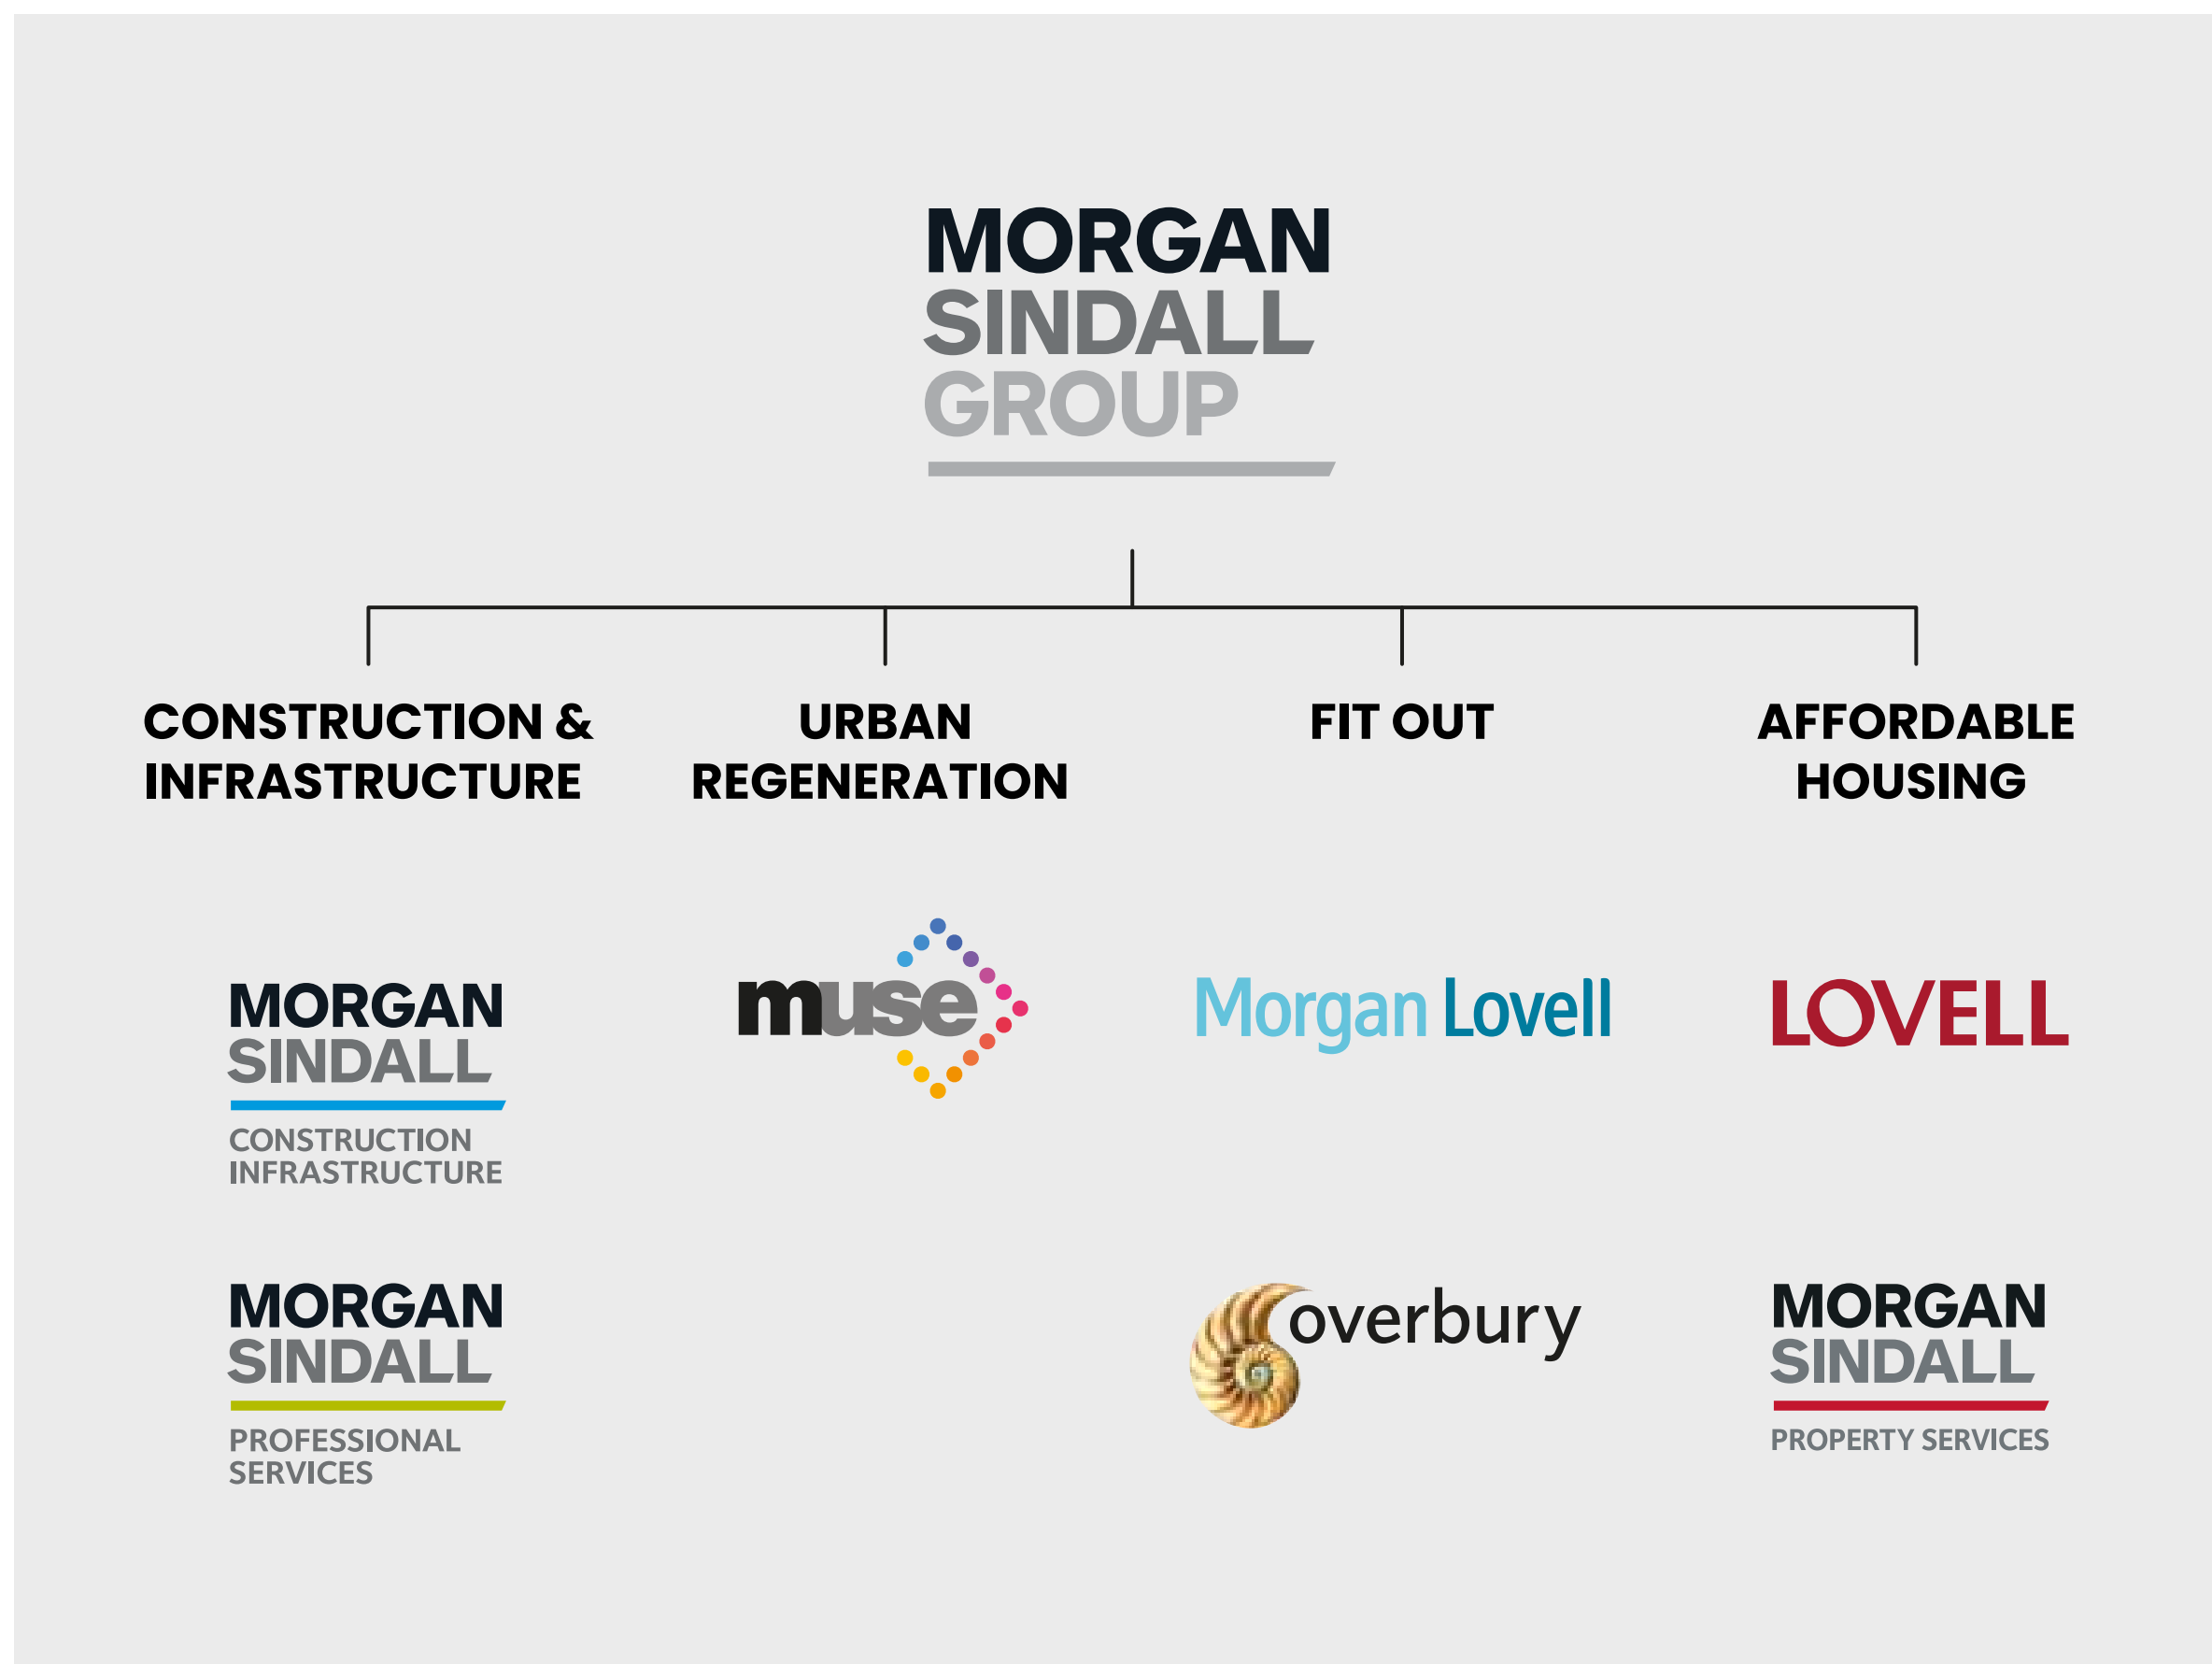 MORGAN
SINDALL
GROUP
CONSTRUCTION &
INFRASTRUCTURE
URBAN
REGENERATION
FIT OUT
AFFORDABLE
HOUSING
MORGAN
SINDALL
CONSTRUCTION
INFRASTRUCTURE
muse
Morgan Lovell
LOVELL
MORGAN
SINDALL
PROFESSIONAL
SERVICES
overbury
MORGAN
SINDALL
PROPERTY SERVICES